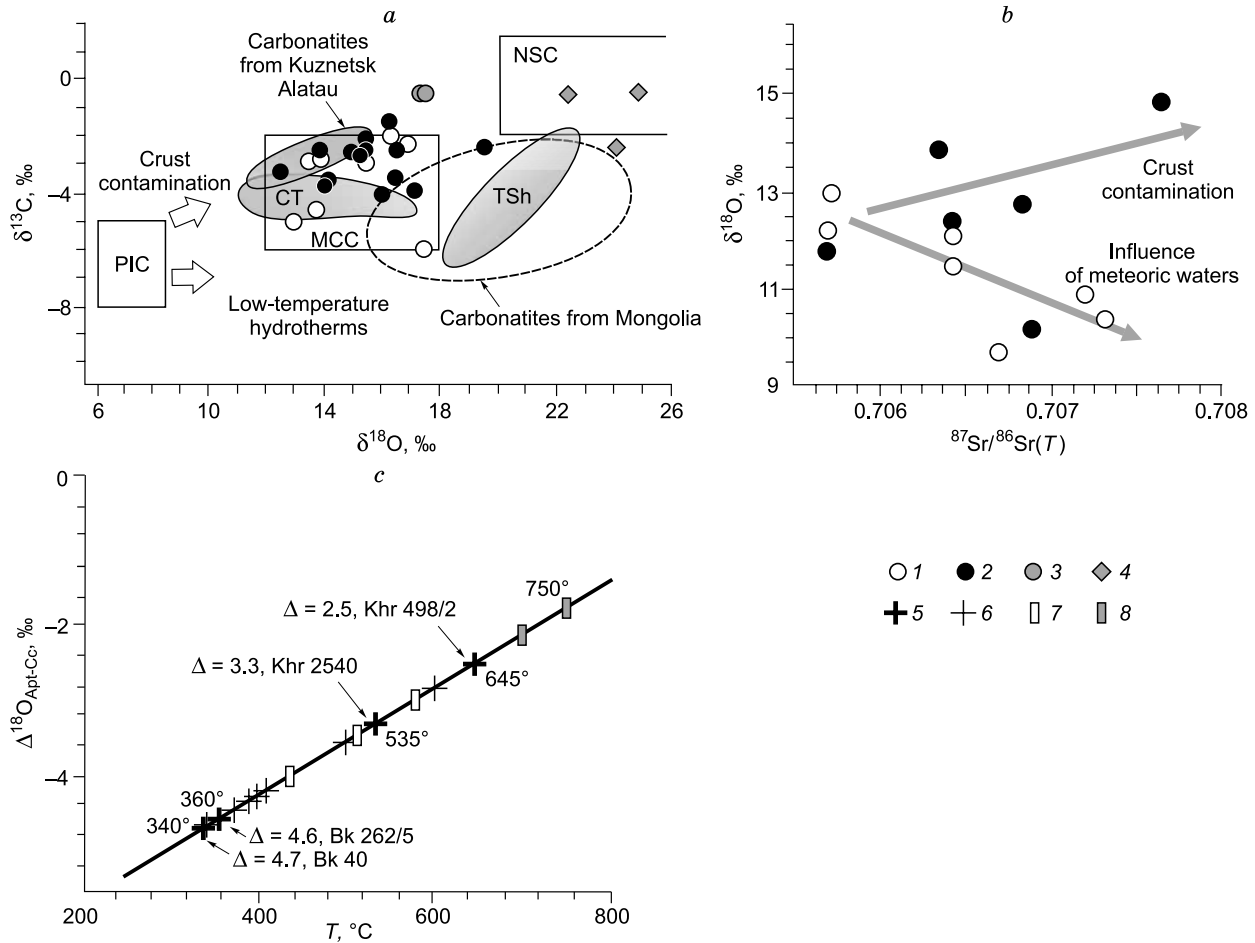 a
Carbonatites
from Kuznetsk
Alatau
NSC
Crust
contamination
CT
TSh
MCC
PIC
Low-temperature
hydrotherms
Carbonatites from Mongolia
0
–4
–8
δ¹³C, ‰
6
10
14
18
22
26
δ¹⁸O, ‰
b
15
13
11
9
δ¹⁸O, ‰
Crust
contamination
Influence
of meteoric waters
0.706
0.707
0.708
⁸⁷Sr/⁸⁶Sr(T)
c
0
–2
–4
Δ¹⁸O Apt-Cc, ‰
750°
Δ = 2.5, Khr 498/2
645°
Δ = 3.3, Khr 2540
535°
360°
340°
Δ = 4.6, Bk 262/5
Δ = 4.7, Bk 40
200
400
600
800
T, °C
1 2 3 4
5 6 7 8